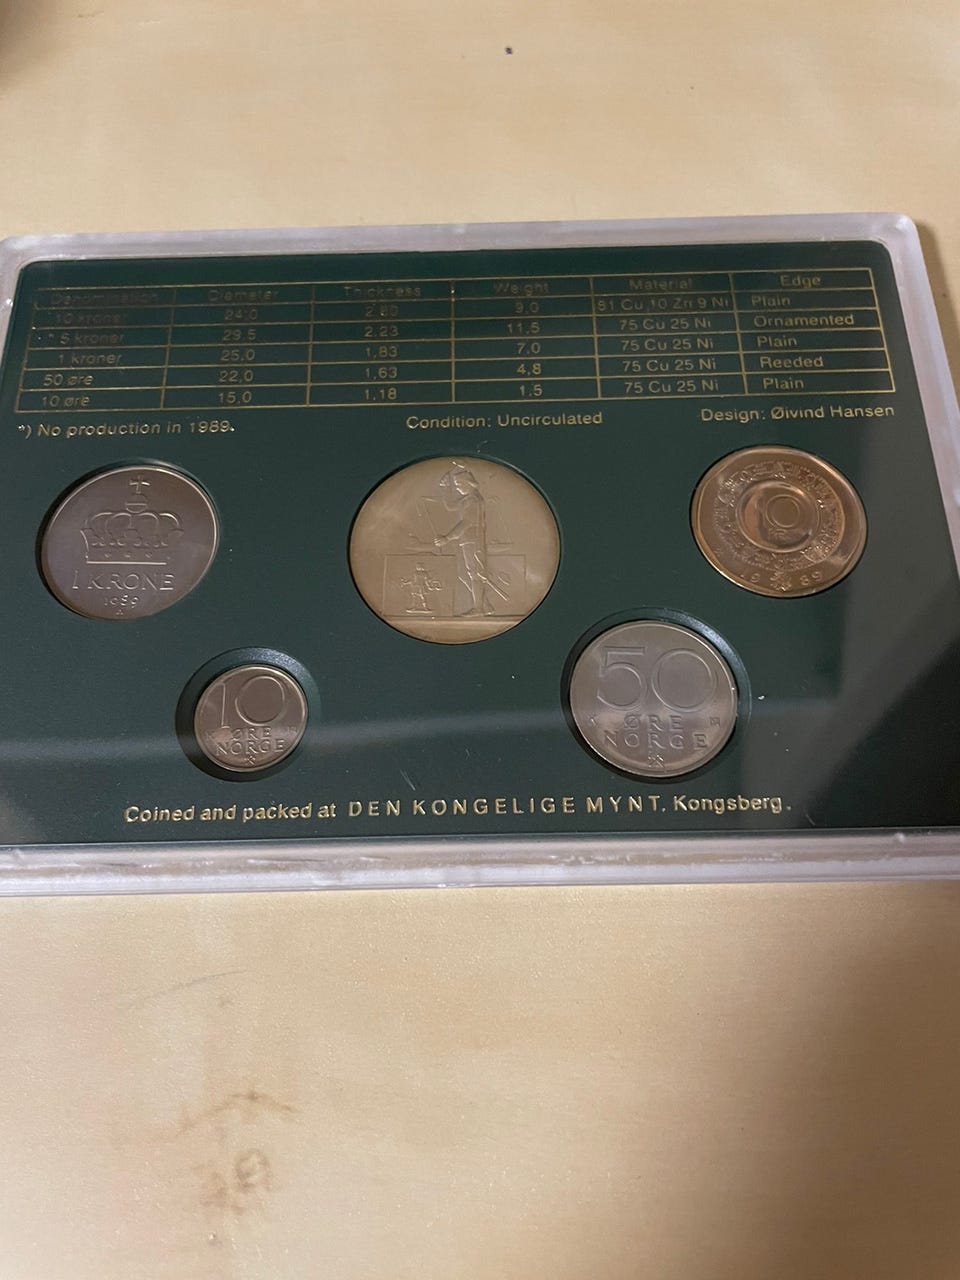 Denomination Diameter Thickness Weight Material Edge
10 kroner 24.0 2.80 9.0 81 Cu,10 Zn 9 Ni Plain
* 5 kroner 29.5 2.23 11.5 75 Cu 25 Ni Ornamented
1 kroner 25.0 1,83 7.0 75 Cu 25 Ni Plain
50 øre 22,0 1,63 4,8 75 Cu 25 Ni Reeded
10 øre 15,0 1,18 1.5 75 Cu 25 Ni Plain
*) No production in 1989.
Condition: Uncirculated
Design: Øivind Hansen
1 KRONE
1989
10
1989
10
ØRE
NORGE
50
K ØRE
NORGE
Coined and packed at DEN KONGELIGE MYNT. Kongsberg.